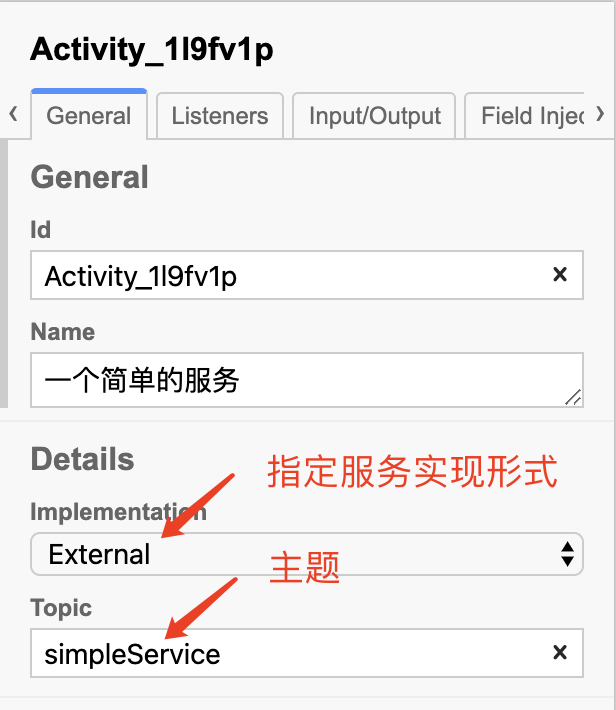 Activity_1l9fv1p
General
Listeners
Input/Output
Field Injec
General
Id
Activity_1l9fv1p
Name
一个简单的服务
Details
指定服务实现形式
Implementation
External
主题
Topic
simpleService